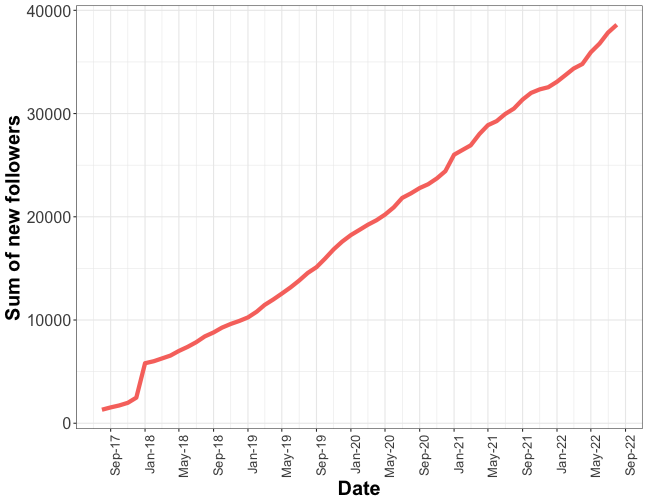 Sum of new followers
40000
30000
20000
10000
0
Sep-17 Jan-18 May-18 Sep-18 Jan-19 May-19 Sep-19 Jan-20 May-20 Sep-20 Jan-21 May-21 Sep-21 Jan-22 May-22 Sep-22
Date